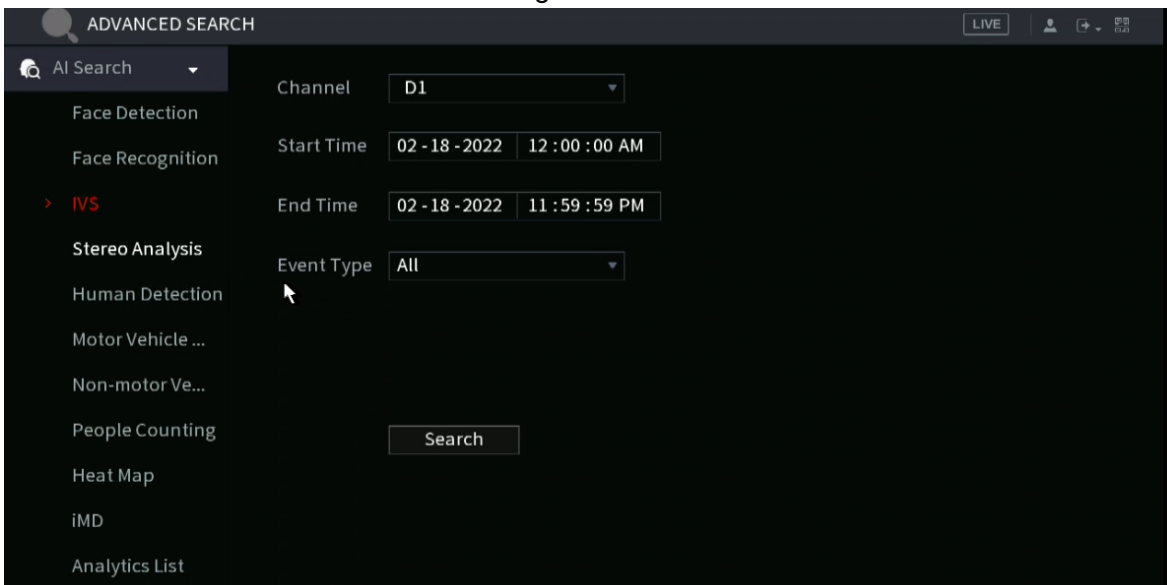 ADVANCED SEARCH
LIVE
AI Search
Face Detection
Face Recognition
> IVS
Stereo Analysis
Human Detection
Motor Vehicle ...
Non-motor Ve...
People Counting
Heat Map
iMD
Analytics List
Channel D1
Start Time 02 - 18 - 2022 12 : 00 : 00 AM
End Time 02 - 18 - 2022 11 : 59 : 59 PM
Event Type All
Search